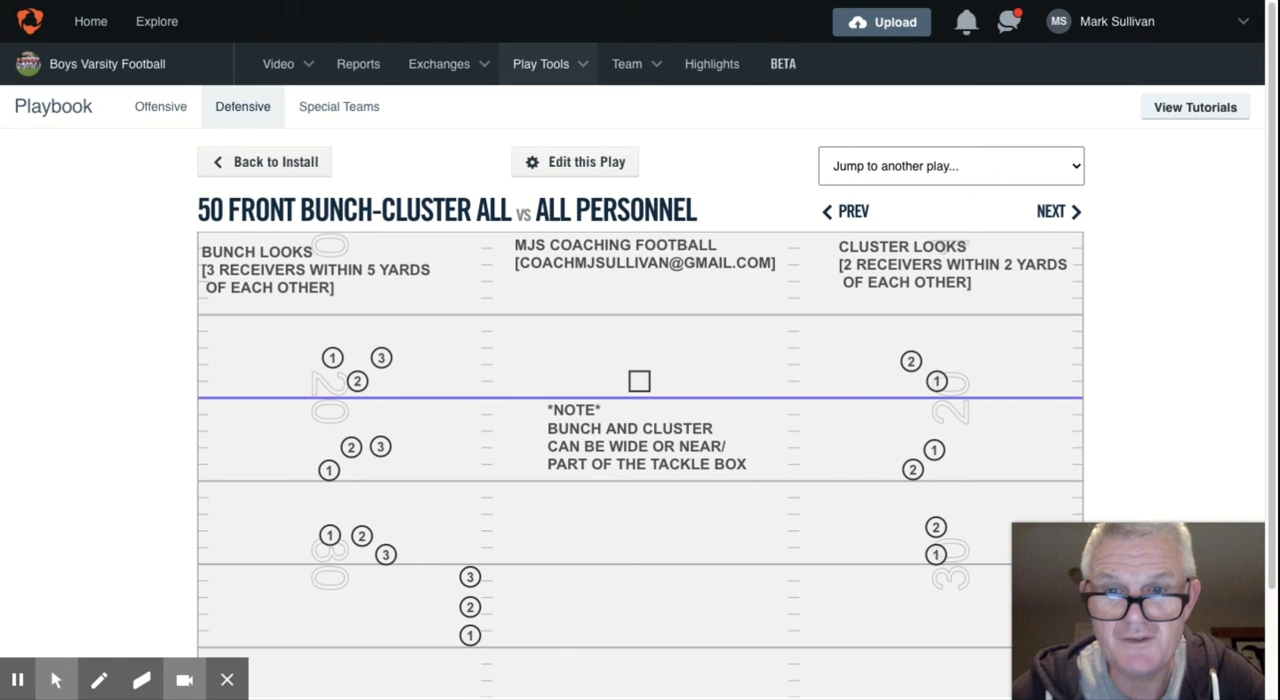 Home Explore Upload MS Mark Sullivan
Boys Varsity Football Video Reports Exchanges Play Tools Team Highlights BETA
Playbook Offensive Defensive Special Teams View Tutorials
Back to Install Edit this Play Jump to another play...
50 FRONT BUNCH-CLUSTER ALL vs ALL PERSONNEL PREV NEXT
BUNCH LOOKS
[3 RECEIVERS WITHIN 5 YARDS
OF EACH OTHER]
MJS COACHING FOOTBALL
[COACHMJSULLIVAN@GMAIL.COM]
CLUSTER LOOKS
[2 RECEIVERS WITHIN 2 YARDS
OF EACH OTHER]
1 3
2
2
1
20
20
*NOTE*
BUNCH AND CLUSTER
CAN BE WIDE OR NEAR/
PART OF THE TACKLE BOX
2 3
1
1
2
1 2
3
2
1
30
30
3
2
1